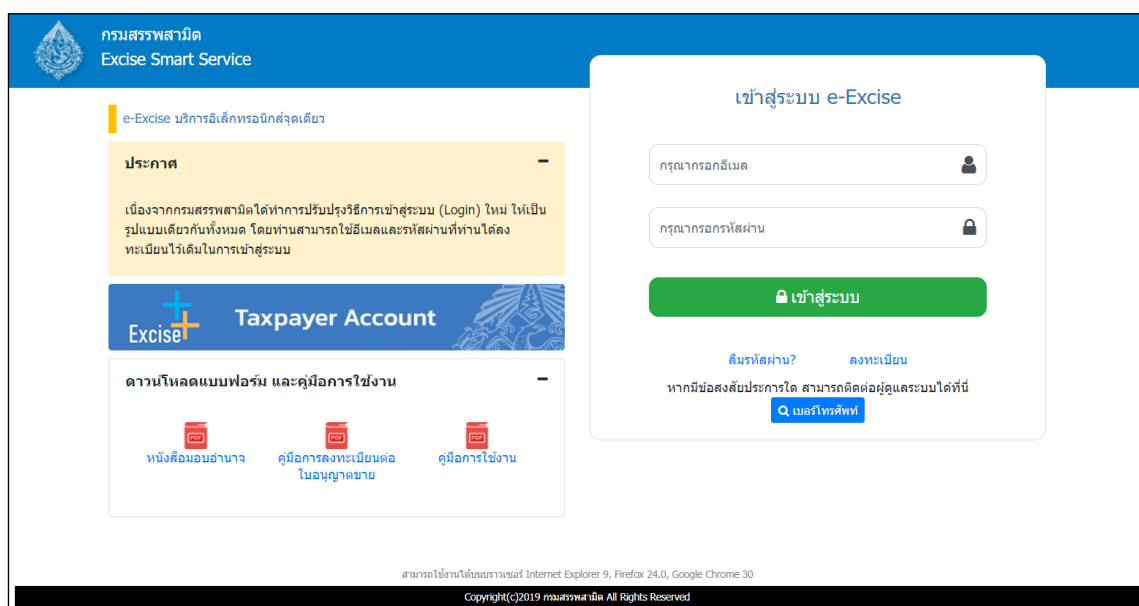 กรมสรรพสามิต
Excise Smart Service
e-Excise บริการอิเล็กทรอนิกส์จุดเดียว
ประกาศ
เนื่องจากกรมสรรพสามิตได้ทำการปรับปรุงวิธีการเข้าสู่ระบบ (Login) ใหม่ ให้เป็น
รูปแบบเดียวกันทั้งหมด โดยท่านสามารถใช้อีเมลและรหัสผ่านที่ท่านได้ลง
ทะเบียนไว้เดิมในการเข้าสู่ระบบ
Excise
Taxpayer Account
ดาวน์โหลดแบบฟอร์ม และคู่มือการใช้งาน
PDF
PDF
PDF
หนังสือมอบอำนาจ
คู่มือการลงทะเบียนต่อ
ใบอนุญาตขาย
คู่มือการใช้งาน
เข้าสู่ระบบ e-Excise
กรุณากรอกอีเมล
กรุณากรอกรหัสผ่าน
เข้าสู่ระบบ
ลืมรหัสผ่าน?
ลงทะเบียน
หากมีข้อสงสัยประการใด สามารถติดต่อผู้ดูแลระบบได้ที่นี่
เบอร์โทรศัพท์
สามารถใช้งานได้บนบราวเซอร์ Internet Explorer 9, Firefox 24.0, Google Chrome 30
Copyright(c)2019 กรมสรรพสามิต All Rights Reserved